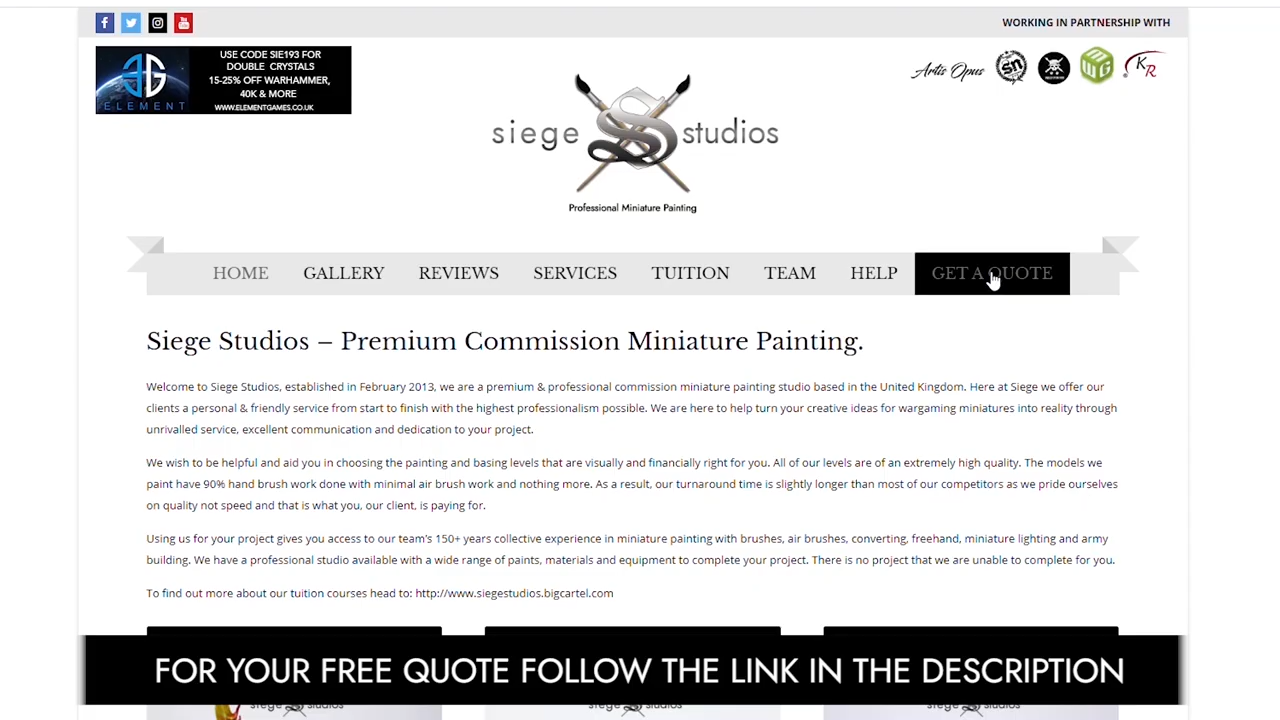 WORKING IN PARTNERSHIP WITH
USE CODE SIE193 FOR
DOUBLE CRYSTALS
15-25% OFF WARHAMMER,
40K & MORE
WWW.ELEMENTGAMES.CO.UK
ELEMENT
Artis Opus
KR
siege S studios
Professional Miniature Painting
HOME GALLERY REVIEWS SERVICES TUITION TEAM HELP GET A QUOTE
Siege Studios – Premium Commission Miniature Painting.
Welcome to Siege Studios, established in February 2013, we are a premium & professional commission miniature painting studio based in the United Kingdom. Here at Siege we offer our
clients a personal & friendly service from start to finish with the highest professionalism possible. We are here to help turn your creative ideas for wargaming miniatures into reality through
unrivalled service, excellent communication and dedication to your project.
We wish to be helpful and aid you in choosing the painting and basing levels that are visually and financially right for you. All of our levels are of an extremely high quality. The models we
paint have 90% hand brush work done with minimal air brush work and nothing more. As a result, our turnaround time is slightly longer than most of our competitors as we pride ourselves
on quality not speed and that is what you, our client, is paying for.
Using us for your project gives you access to our team's 150+ years collective experience in miniature painting with brushes, air brushes, converting, freehand, miniature lighting and army
building. We have a professional studio available with a wide range of paints, materials and equipment to complete your project. There is no project that we are unable to complete for you.
To find out more about our tuition courses head to: http://www.siegestudios.bigcartel.com
FOR YOUR FREE QUOTE FOLLOW THE LINK IN THE DESCRIPTION